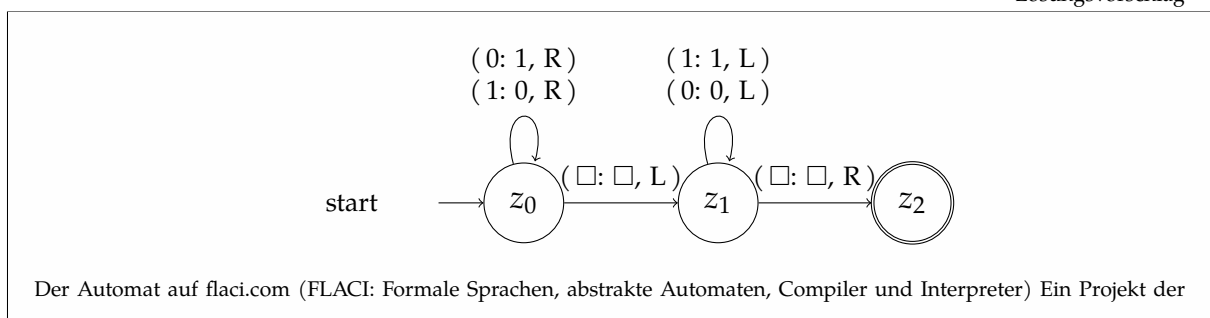 ( 0: 1, R) ( 1: 1, L)
( 1: 0, R) ( 0: 0, L)
( □: □, L) ( □: □, R)
start z0 z1 z2
Der Automat auf flaci.com (FLACI: Formale Sprachen, abstrakte Automaten, Compiler und Interpreter) Ein Projekt der